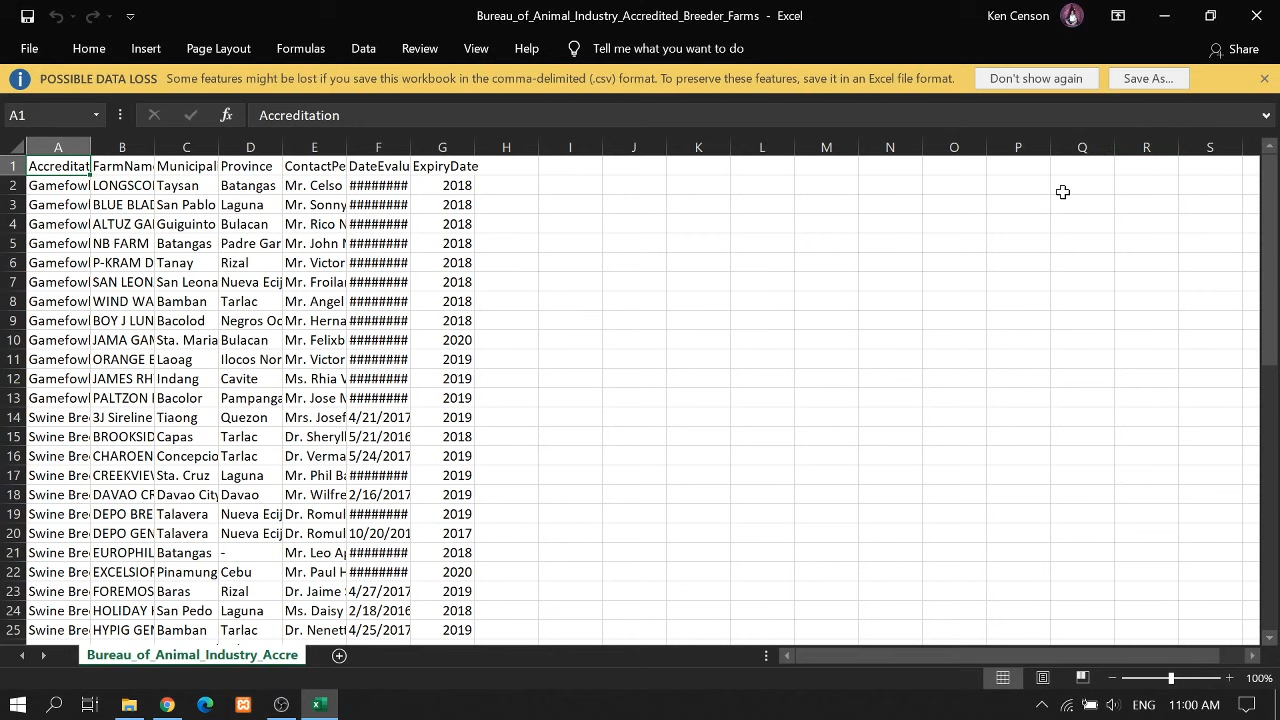 Bureau_of_Animal_Industry_Accredited_Breeder_Farms - Excel
Ken Censon
File Home Insert Page Layout Formulas Data Review View Help Tell me what you want to do Share
POSSIBLE DATA LOSS Some features might be lost if you save this workbook in the comma-delimited (.csv) format. To preserve these features, save it in an Excel file format. Don't show again Save As...
A1 fx Accreditation
A B C D E F G H I J K L M N O P Q R S
1 Accreditat FarmName Municipal Province ContactPe DateEvalu ExpiryDate
2 Gamefowl LONGSCO Taysan Batangas Mr. Celso ######## 2018
3 Gamefowl BLUE BLAD San Pablo Laguna Mr. Sonny ######## 2018
4 Gamefowl ALTUZ GA Guiguinto Bulacan Mr. Rico N ######## 2018
5 Gamefowl NB FARM Batangas Padre Gar Mr. John M ######## 2018
6 Gamefowl P-KRAM D Tanay Rizal Mr. Victor ######## 2018
7 Gamefowl SAN LEON San Leona Nueva Ecij Mr. Froilan ######## 2018
8 Gamefowl WIND WA Bamban Tarlac Mr. Angel ######## 2018
9 Gamefowl BOY J LUN Bacolod Negros Oc Mr. Herna ######## 2018
10 Gamefowl JAMA GAM Sta. Maria Bulacan Mr. Felixb ######## 2020
11 Gamefowl ORANGE B Laoag Ilocos Nor Mr. Victor ######## 2019
12 Gamefowl JAMES RH Indang Cavite Ms. Rhia V ######## 2019
13 Gamefowl PALTZON Bacolor Pampanga Mr. Jose M ######## 2019
14 Swine Bre 3J Sireline Tiaong Quezon Mrs. Josef 4/21/2017 2019
15 Swine Bre BROOKSID Capas Tarlac Dr. Sheryll 5/21/2016 2018
16 Swine Bre CHAROEN Concepcio Tarlac Dr. Verma 5/24/2017 2019
17 Swine Bre CREEKVIEW Sta. Cruz Laguna Mr. Phil Ba ######## 2019
18 Swine Bre DAVAO CR Davao City Davao Mr. Wilfre 2/16/2017 2019
19 Swine Bre DEPO BRE Talavera Nueva Ecij Dr. Romul ######## 2019
20 Swine Bre DEPO GEN Talavera Nueva Ecij Dr. Romul 10/20/201 2017
21 Swine Bre EUROPHIL Batangas - Mr. Leo Ap ######## 2018
22 Swine Bre EXCELSIOR Pinamung Cebu Mr. Paul H ######## 2020
23 Swine Bre FOREMOS Baras Rizal Dr. Jaime S 4/27/2017 2019
24 Swine Bre HOLIDAY H San Pedo Laguna Ms. Daisy 2/18/2016 2018
25 Swine Bre HYPIG GEN Bamban Tarlac Dr. Nenett 4/25/2017 2019
Bureau_of_Animal_Industry_Accre
100%
ENG 11:00 AM